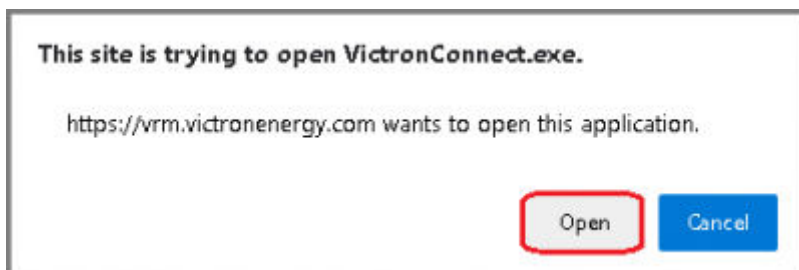 This site is trying to open VictronConnect.exe.
https://vrm.victronenergy.com wants to open this application.
Open Cancel